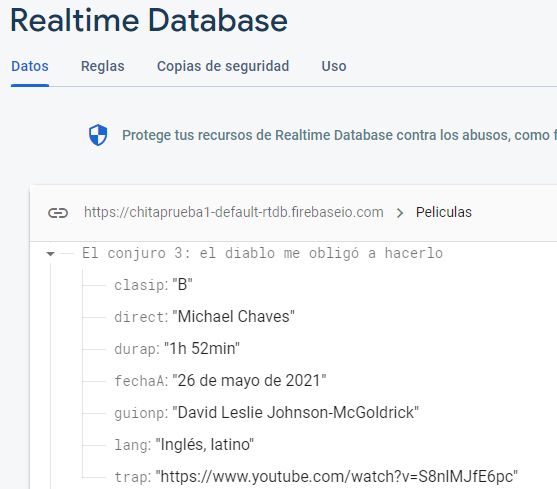 Realtime Database
Datos Reglas Copias de seguridad Uso
Protege tus recursos de Realtime Database contra los abusos, como f
https://chitaprueba1-default-rtdb.firebaseio.com > Peliculas
El conjuro 3: el diablo me obligó a hacerlo
clasip: "B"
direct: "Michael Chaves"
durap: "1h 52min"
fechaA: "26 de mayo de 2021"
guionp: "David Leslie Johnson-McGoldrick"
lang: "Inglés, latino"
trap: "https://www.youtube.com/watch?v=S8nlMJfE6pc"